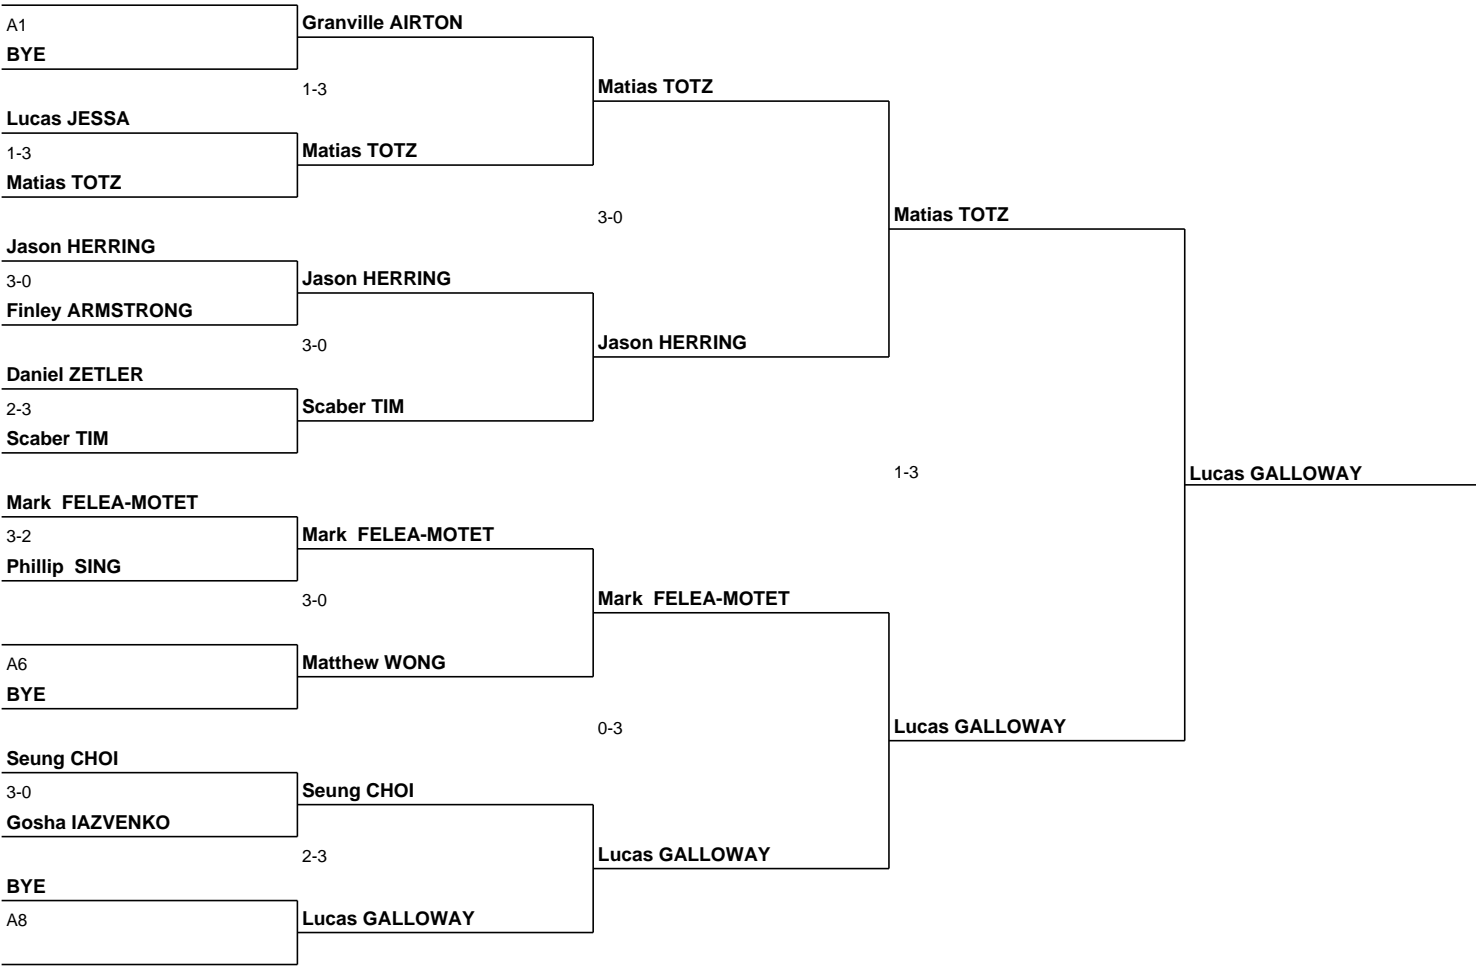 A1
BYE
Lucas JESSA
1-3
Matias TOTZ
Jason HERRING
3-0
Finley ARMSTRONG
Daniel ZETLER
2-3
Scaber TIM
Mark  FELEA-MOTET
3-2
Phillip  SING
A6
BYE
Seung CHOI
3-0
Gosha IAZVENKO
BYE
A8
Granville AIRTON
1-3
Matias TOTZ
Jason HERRING
3-0
Scaber TIM
Mark  FELEA-MOTET
3-0
Matthew WONG
Seung CHOI
2-3
Lucas GALLOWAY
Matias TOTZ
3-0
Jason HERRING
Mark  FELEA-MOTET
0-3
Lucas GALLOWAY
Matias TOTZ
1-3
Lucas GALLOWAY
Lucas GALLOWAY